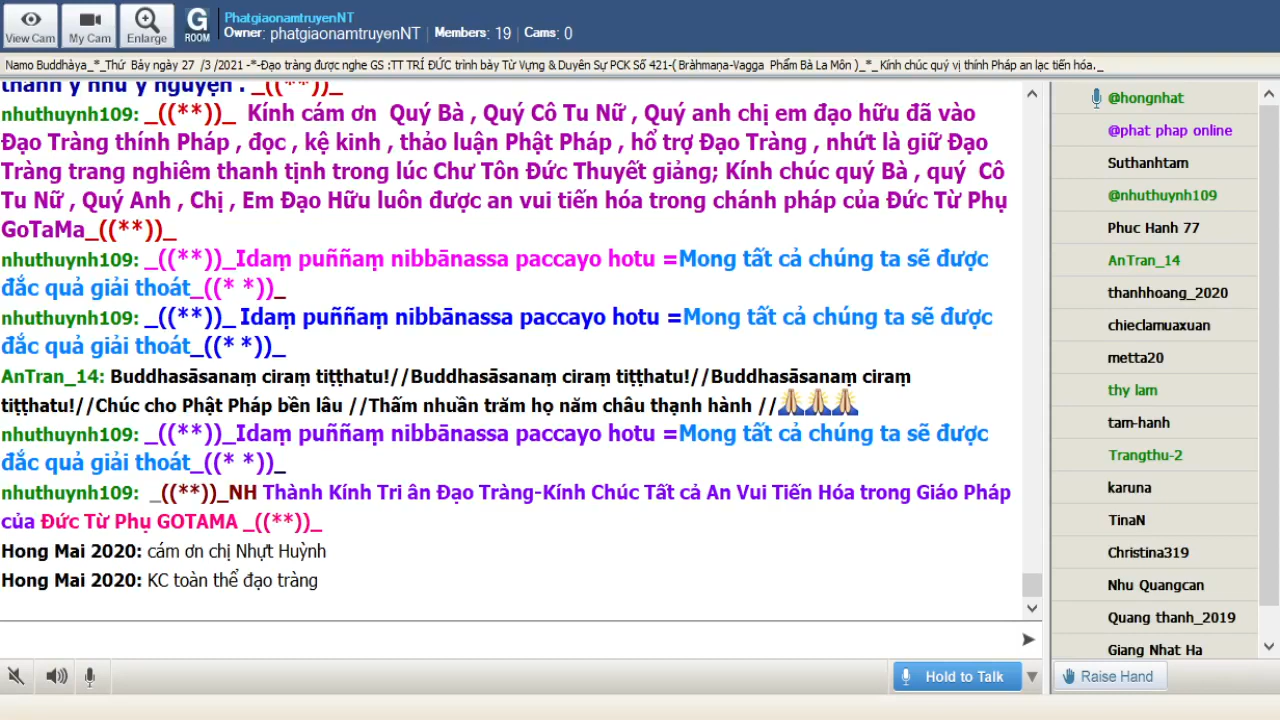 View Cam
My Cam
Enlarge
G
ROOM
PhatgiaonamtruyenNT
Owner: phatgiaonamtruyenNT | Members: 19 | Cams: 0
Namo Buddhàya_*_Thứ Bảy ngày 27 /3 /2021 -*-Đạo tràng được nghe GS :TT TRÍ ĐỨC trình bày Từ Vựng & Duyên Sự PCK Số 421-( Bràhmaṇa-Vagga Phẩm Bà La Môn )_*_ Kính chúc quý vị thính Pháp an lạc tiến hóa._
thành ý như ý nguyện . _((**))_
nhuthuynh109: _((**))_ Kính cám ơn Quý Bà , Quý Cô Tu Nữ , Quý anh chị em đạo hữu đã vào
Đạo Tràng thính Pháp , đọc , kệ kinh , thảo luận Phật Pháp , hổ trợ Đạo Tràng , nhứt là giữ Đạo
Tràng trang nghiêm thanh tịnh trong lúc Chư Tôn Đức Thuyết giảng; Kính chúc quý Bà , quý Cô
Tu Nữ , Quý Anh , Chị , Em Đạo Hữu luôn được an vui tiến hóa trong chánh pháp của Đức Từ Phụ
GoTaMa_((**))_
nhuthuynh109: _((**))_Idaṃ puññaṃ nibbānassa paccayo hotu =Mong tất cả chúng ta sẽ được
đắc quả giải thoát_((* *))_
nhuthuynh109: _((**))_ Idaṃ puññaṃ nibbānassa paccayo hotu =Mong tất cả chúng ta sẽ được
đắc quả giải thoát_((* *))_
AnTran_14: Buddhasāsanaṃ ciraṃ tiṭṭhatu!//Buddhasāsanaṃ ciraṃ tiṭṭhatu!//Buddhasāsanaṃ ciraṃ
tiṭṭhatu!//Chúc cho Phật Pháp bền lâu //Thấm nhuần trăm họ năm châu thạnh hành //🙏🙏🙏
nhuthuynh109: _((**))_Idaṃ puññaṃ nibbānassa paccayo hotu =Mong tất cả chúng ta sẽ được
đắc quả giải thoát_((* *))_
nhuthuynh109: _((**))_NH Thành Kính Tri ân Đạo Tràng-Kính Chúc Tất cả An Vui Tiến Hóa trong Giáo Pháp
của Đức Từ Phụ GOTAMA _((**))_
Hong Mai 2020: cám ơn chị Nhựt Huỳnh
Hong Mai 2020: KC toàn thể đạo tràng
Hold to Talk
@hongnhat
@phat phap online
Suthanhtam
@nhuthuynh109
Phuc Hanh 77
AnTran_14
thanhhoang_2020
chieclamuaxuan
metta20
thy lam
tam-hanh
Trangthu-2
karuna
TinaN
Christina319
Nhu Quangcan
Quang thanh_2019
Giang Nhat Ha
Raise Hand